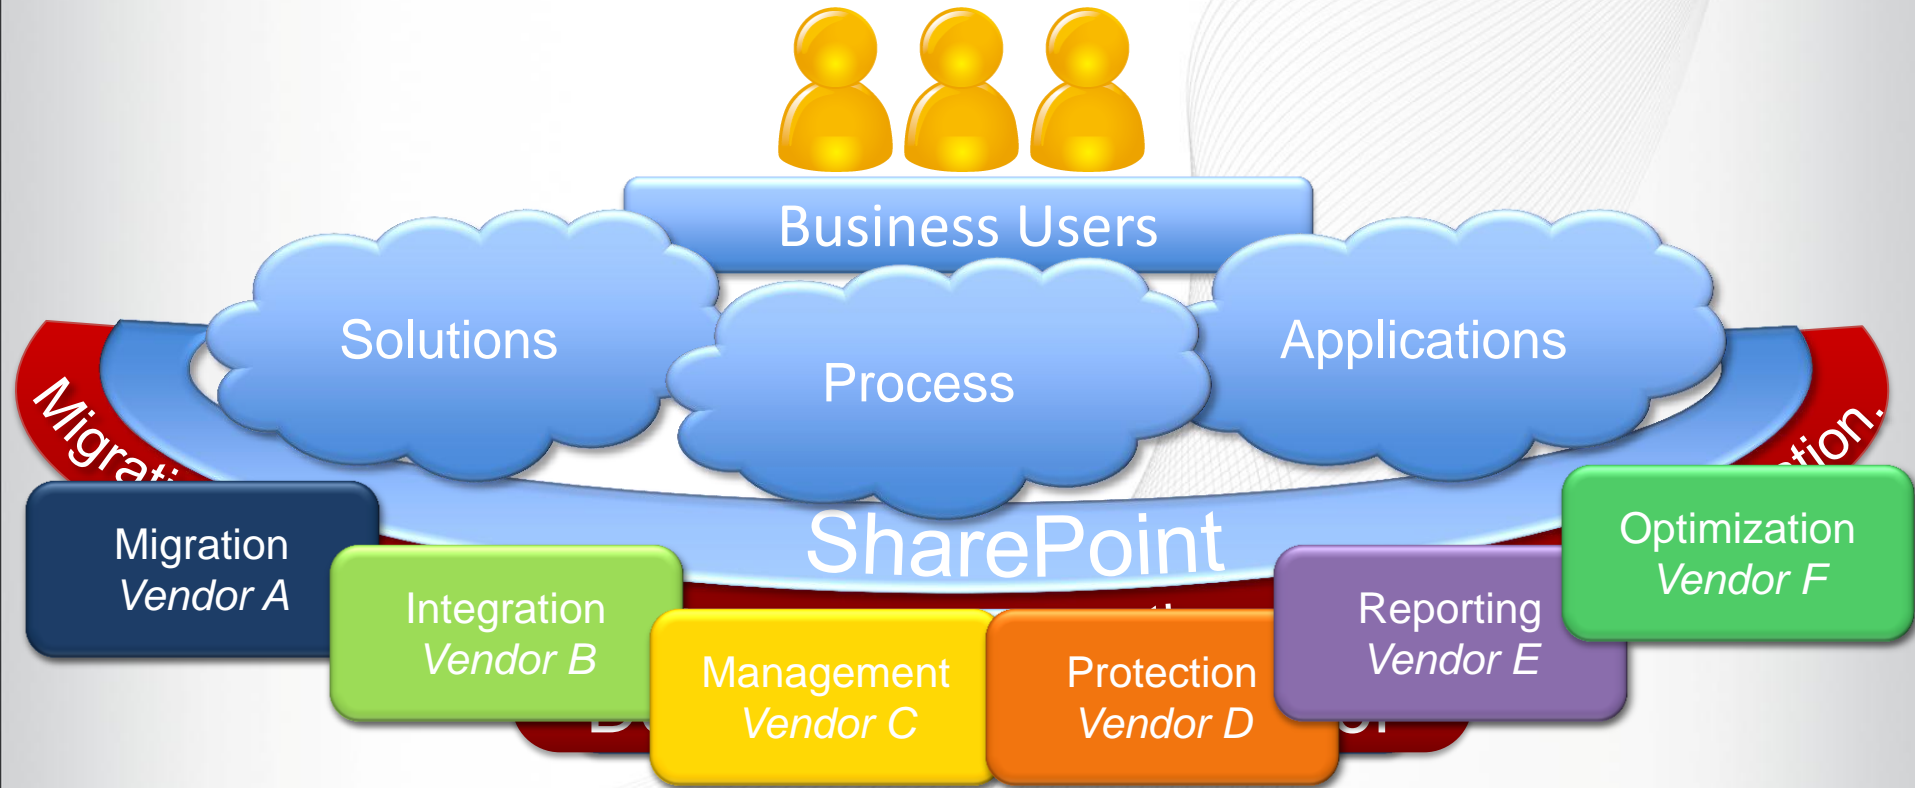 Business Users
Solutions
Process
Applications
SharePoint
Migration
Vendor A
Integration
Vendor B
Management
Vendor C
Protection
Vendor D
Reporting
Vendor E
Optimization
Vendor F